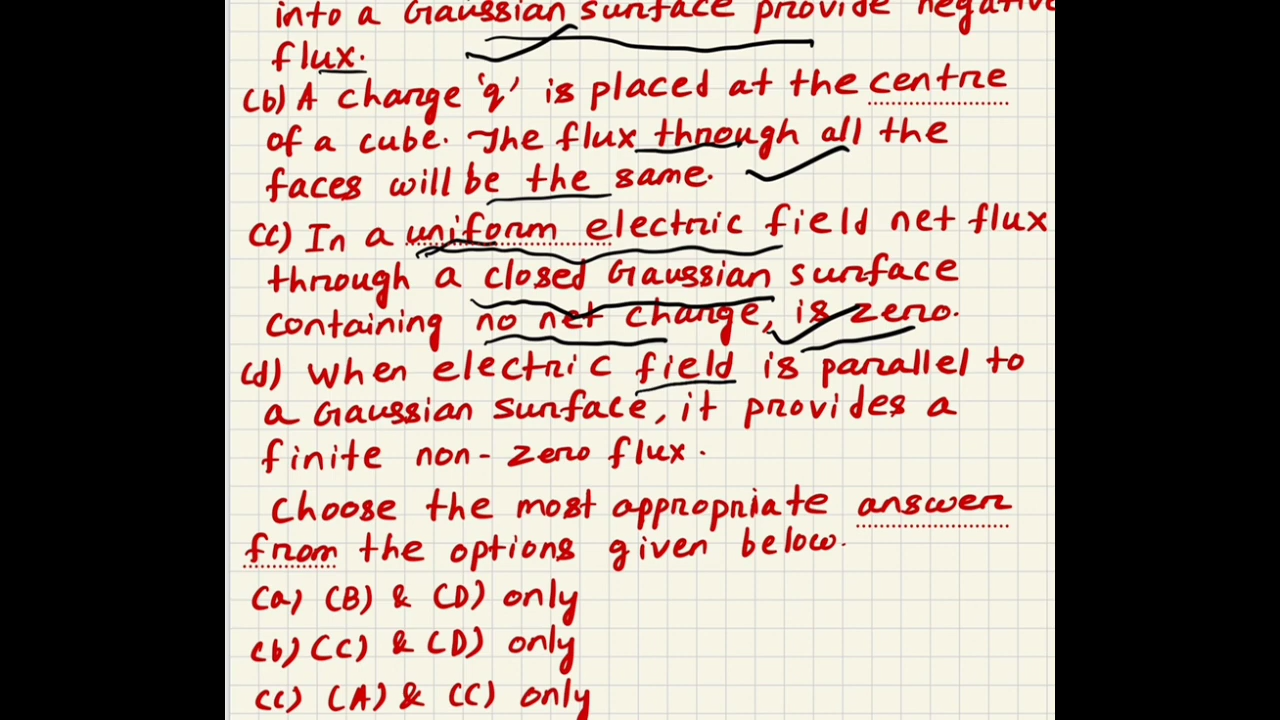 into a Gaussian surface provide negative
flux.
(b) A charge 'q' is placed at the centre
of a cube. The flux through all the
faces will be the same.
(c) In a uniform electric field net flux
through a closed Gaussian surface
containing no net charge, is zero.
(d) When electric field is parallel to
a Gaussian surface, it provides a
finite non-zero flux.
Choose the most appropriate answer
from the options given below.
(a) (B) & (D) only
(b) (C) & (D) only
(c) (A) & (C) only